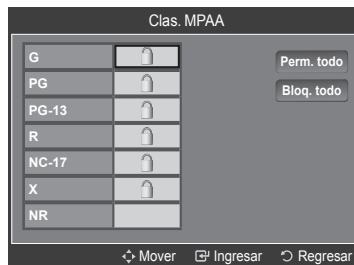 Clas. MPAA
G
PG
PG-13
R
NC-17
X
NR
Perm. todo
Bloq. todo
Mover Ingresar Regresar